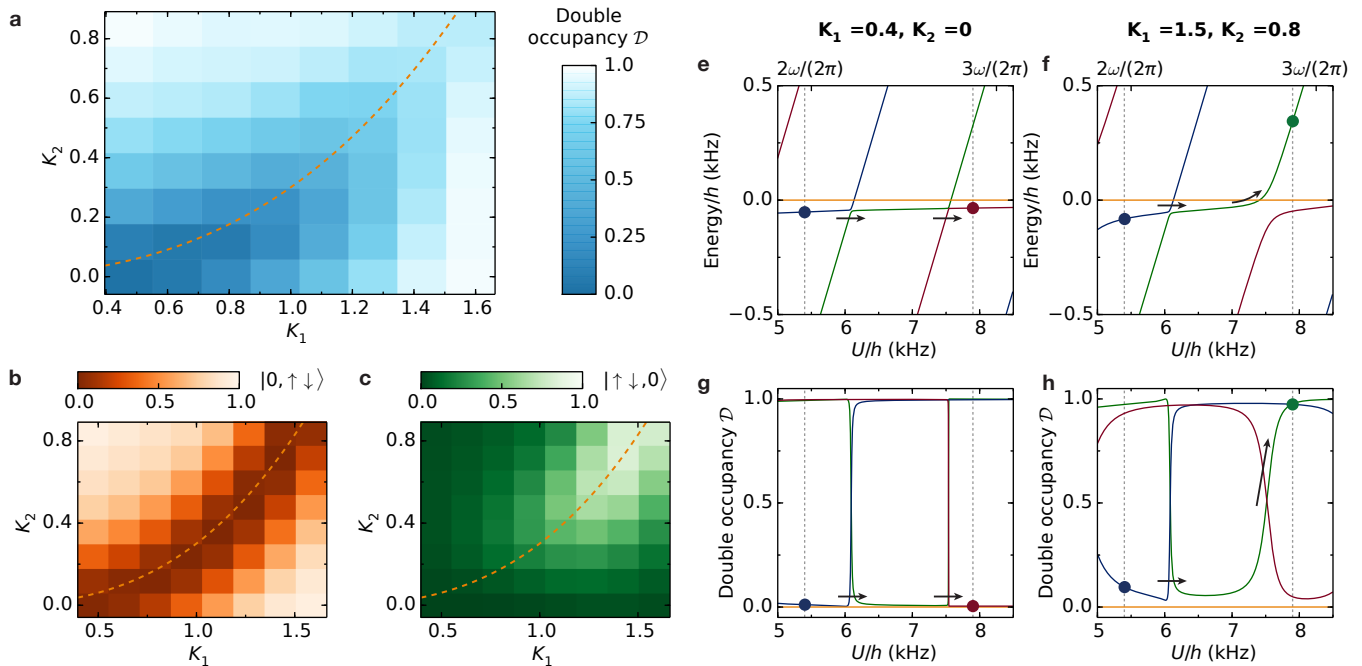 a
Double
occupancy 𝒟
1.0
0.75
0.5
0.25
0.0
K₂
0.8
0.6
0.4
0.2
0.0
0.4 0.6 0.8 1.0 1.2 1.4 1.6
K₁
b
|0, ↑↓⟩
0.0 0.5 1.0
K₂
0.8
0.4
0.0
0.5 1.0 1.5
K₁
c
|↑↓, 0⟩
0.0 0.5 1.0
K₂
0.8
0.4
0.0
0.5 1.0 1.5
K₁
K₁ =0.4, K₂ =0
K₁ =1.5, K₂ =0.8
e
2ω/(2π) 3ω/(2π)
Energy/h (kHz)
0.5
0.0
−0.5
5 6 7 8
U/h (kHz)
f
2ω/(2π) 3ω/(2π)
Energy/h (kHz)
0.5
0.0
−0.5
5 6 7 8
U/h (kHz)
g
Double occupancy 𝒟
1.0
0.5
0.0
5 6 7 8
U/h (kHz)
h
Double occupancy 𝒟
1.0
0.5
0.0
5 6 7 8
U/h (kHz)